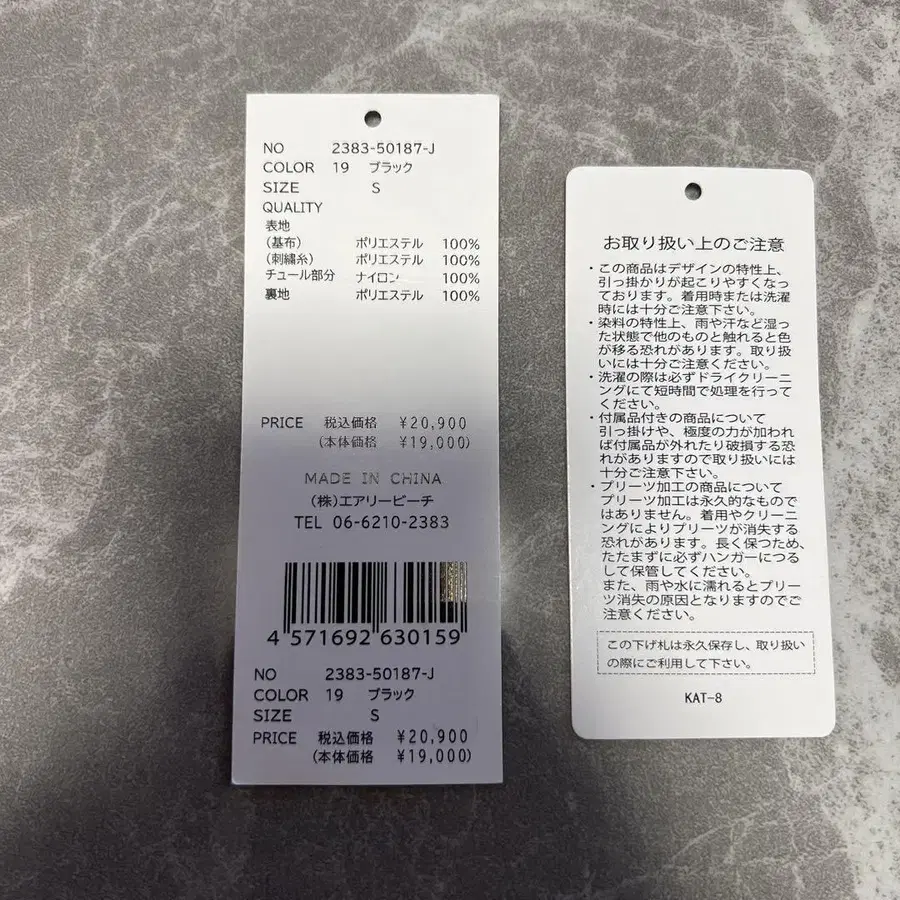 NO 2383-50187-J
COLOR 19 ブラック
SIZE S
QUALITY
表地
(基布) ポリエステル 100%
(刺繍糸) ポリエステル 100%
チュール部分 ナイロン 100%
裏地 ポリエステル 100%
PRICE 税込価格 ¥20,900
(本体価格 ¥19,000)
MADE IN CHINA
(株)エアリービーチ
TEL 06-6210-2383
4 571692 630159
NO 2383-50187-J
COLOR 19 ブラック
SIZE S
PRICE 税込価格 ¥20,900
(本体価格 ¥19,000)
お取り扱い上のご注意
・この商品はデザインの特性上、
引っ掛かりが起こりやすくなっ
ております。着用時または洗濯
時には十分ご注意下さい。
・染料の特性上、雨や汗など湿っ
た状態で他のものと触れると色
が移る恐れがあります。取り扱
いには十分ご注意ください。
・洗濯の際は必ずドライクリーニ
ングにて短時間で処理を行って
ください。
・付属品付きの商品について
引っ掛けや、極度の力が加われ
ば付属品が外れたり破損する恐
れがありますので取り扱いには
十分ご注意下さい。
・プリーツ加工の商品について
プリーツ加工は永久的なもので
はありません。着用やクリーニ
ングによりプリーツが消失する
恐れがあります。長く保つため、
たたまずに必ずハンガーにつる
して保管してください。
また、雨や水に濡れるとプリー
ツ消失の原因となりますのでご
注意ください。
この下げ札は永久保存し、取り扱い
の際にご利用して下さい。
KAT-8